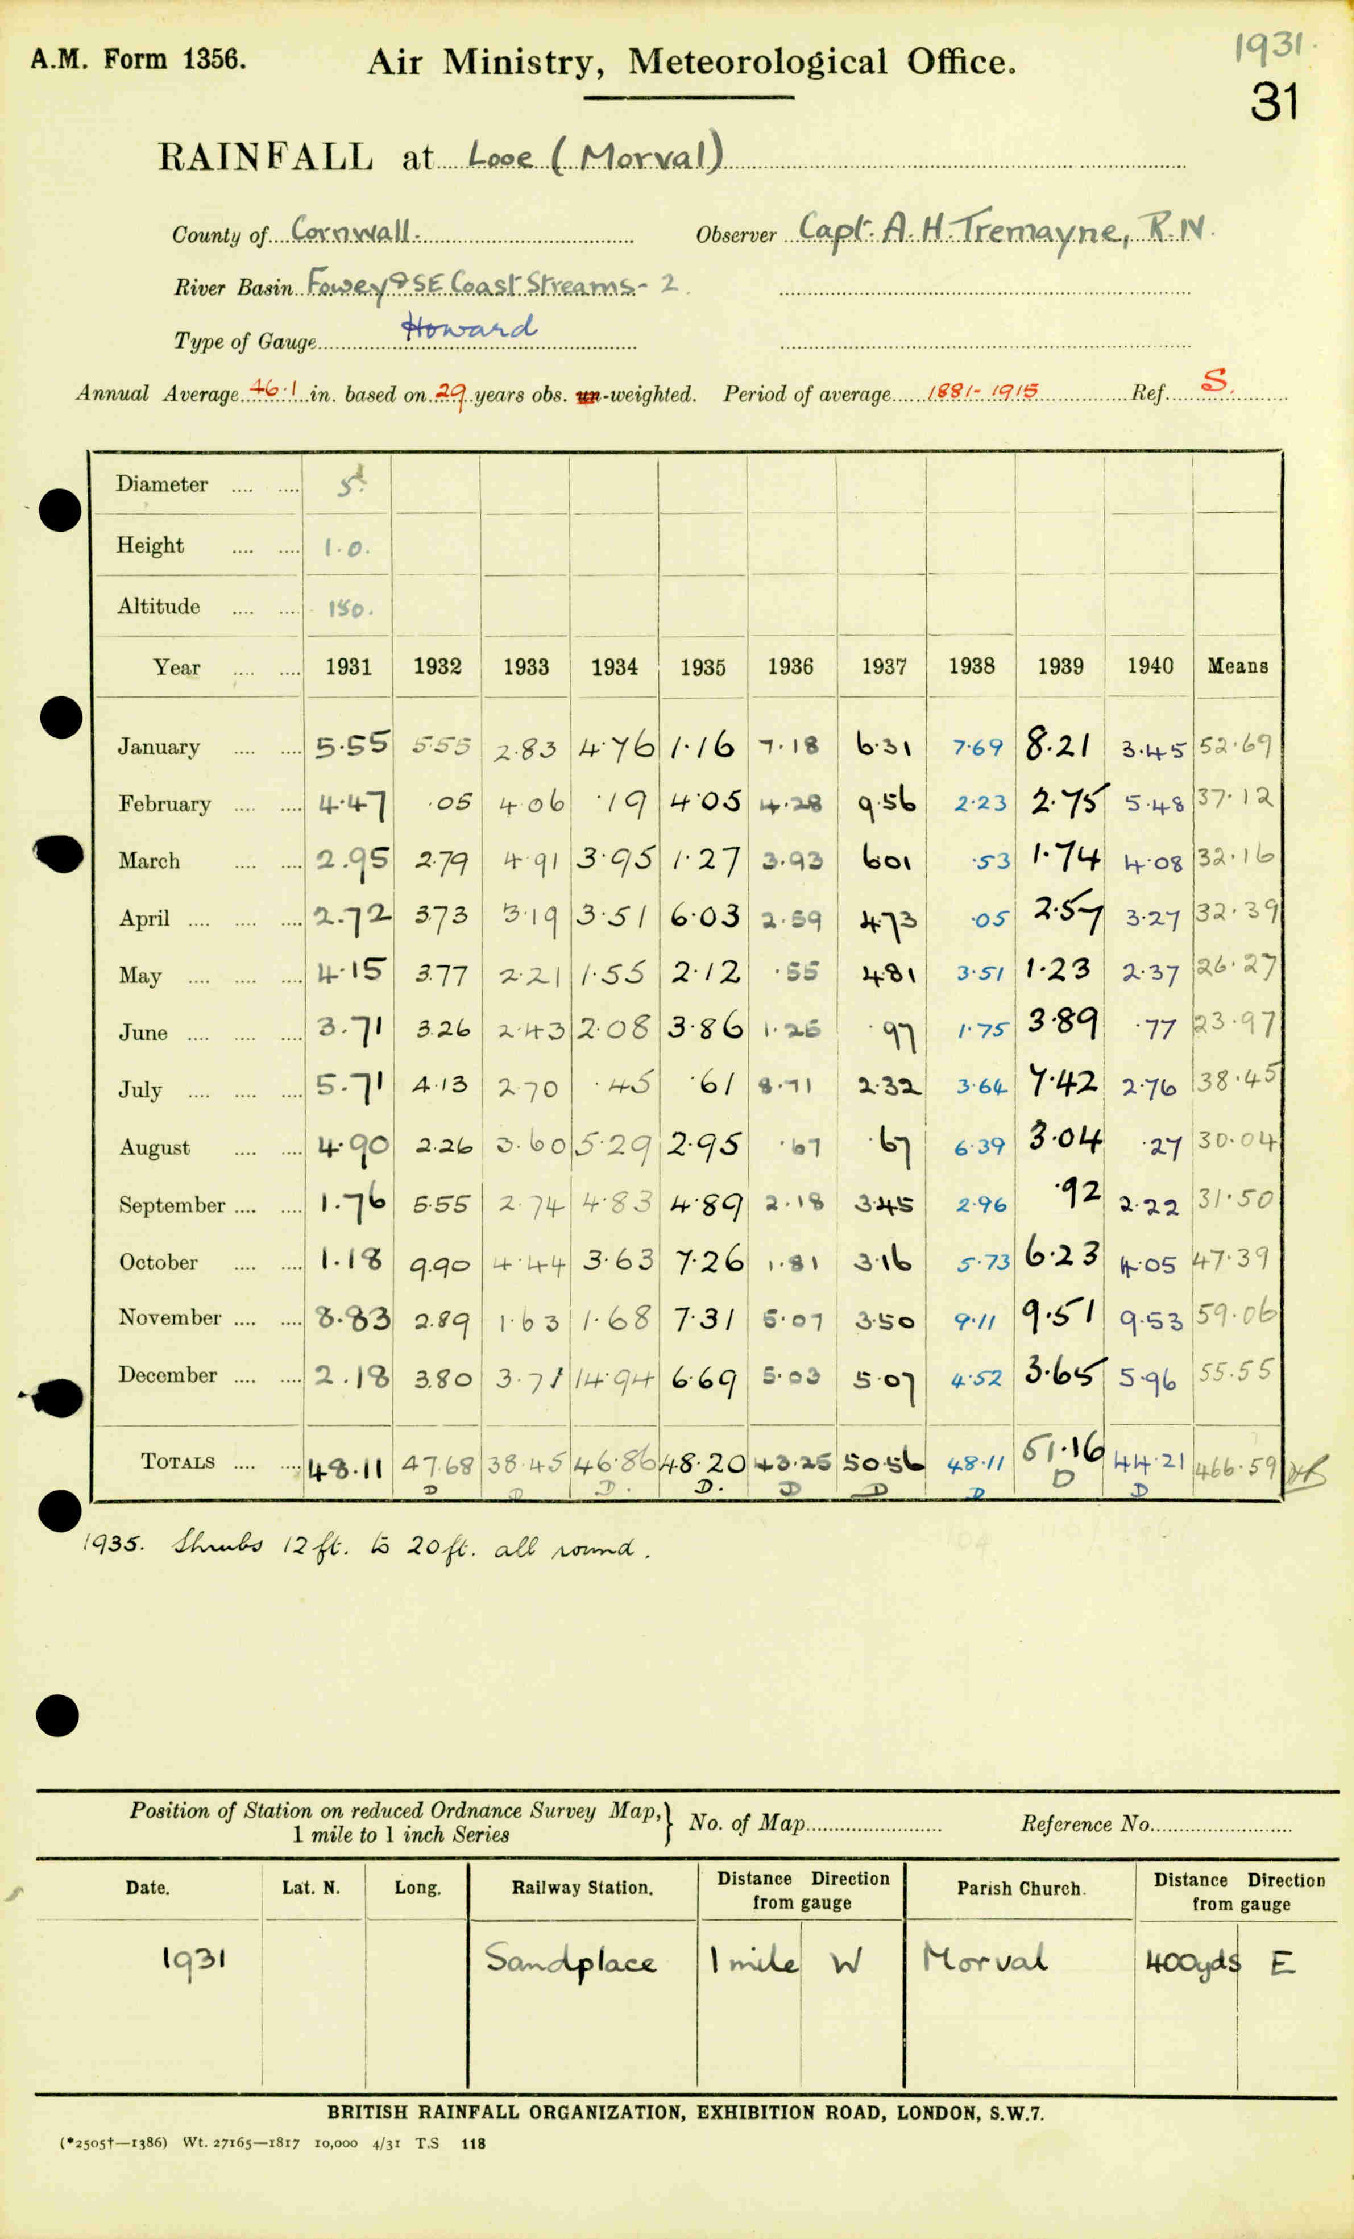 A.M. Form 1356. Air Ministry, Meteorological Office. 1931.
31
RAINFALL at Looe (Morval)
County of Cornwall. Observer Capt. A. H. Tremayne, R.N.
River Basin Fowey & SE Coast Streams - 2.
Type of Gauge Howard
Annual Average 46.1 in. based on 29 years obs. -weighted. Period of average 1881-1915 Ref. S.
Diameter 5
Height 1.0.
Altitude 150.
Year 1931 1932 1933 1934 1935 1936 1937 1938 1939 1940 Means
January 5.55 5.55 2.83 4.76 1.16 7.18 6.31 7.69 8.21 3.45 52.69
February 4.47 .05 4.06 .19 4.05 4.28 9.56 2.23 2.75 5.48 37.12
March 2.95 2.79 4.91 3.95 1.27 3.93 6.01 .53 1.74 4.08 32.16
April 2.72 3.73 3.19 3.51 6.03 2.59 4.73 .05 2.57 3.27 32.39
May 4.15 3.77 2.21 1.55 2.12 .55 4.81 3.51 1.23 2.37 26.27
June 3.71 3.26 2.43 2.08 3.86 1.25 .97 1.75 3.89 .77 23.97
July 5.71 4.13 2.70 .45 .61 8.71 2.32 3.64 7.42 2.76 38.45
August 4.90 2.26 3.60 5.29 2.95 .67 .67 6.39 3.04 .27 30.04
September 1.76 5.55 2.74 4.83 4.89 2.18 3.45 2.96 .92 2.22 31.50
October 1.18 9.90 4.44 3.63 7.26 1.81 3.16 5.73 6.23 4.05 47.39
November 8.83 2.89 1.63 1.68 7.31 5.07 3.50 9.11 9.51 9.53 59.06
December 2.18 3.80 3.71 14.94 6.69 5.03 5.07 4.52 3.65 5.96 55.55
TOTALS 48.11 47.68 38.45 46.86 48.20 43.25 50.56 48.11 51.16 44.21 466.59
D D D. D. D D D D D
1935. Shrubs 12 ft. to 20 ft. all round.
Position of Station on reduced Ordnance Survey Map,
1 mile to 1 inch Series } No. of Map Reference No.
Date. Lat. N. Long. Railway Station. Distance Direction from gauge Parish Church. Distance Direction from gauge
1931 Sandplace 1 mile W Morval 400yds E
BRITISH RAINFALL ORGANIZATION, EXHIBITION ROAD, LONDON, S.W.7.
(*2505†—1386) Wt. 27165—1817 10,000 4/31 T.S 118